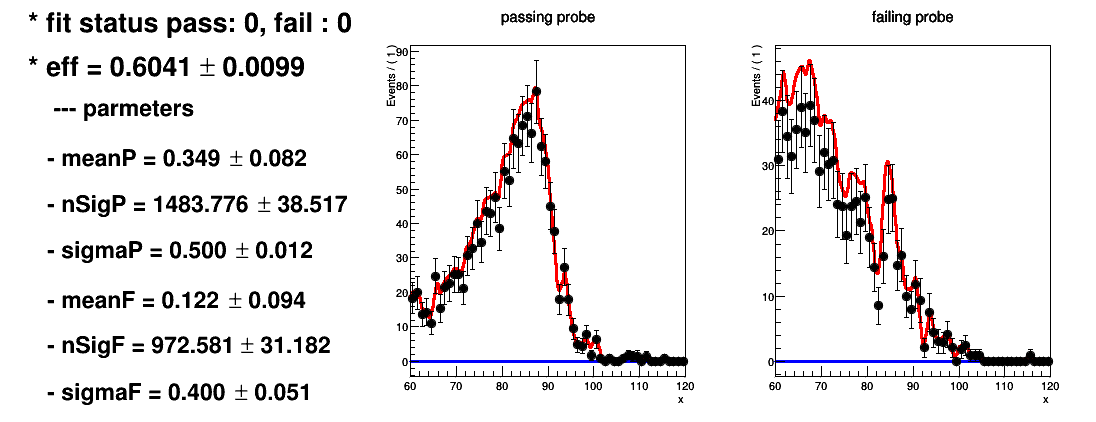 * fit status pass: 0, fail : 0
* eff = 0.6041 ± 0.0099
--- parmeters
- meanP = 0.349 ± 0.082
- nSigP = 1483.776 ± 38.517
- sigmaP = 0.500 ± 0.012
- meanF = 0.122 ± 0.094
- nSigF = 972.581 ± 31.182
- sigmaF = 0.400 ± 0.051
passing probe
Events / ( 1 )
90
80
70
60
50
40
30
20
10
0
60 70 80 90 100 110 120
x
failing probe
Events / ( 1 )
40
30
20
10
0
60 70 80 90 100 110 120
x